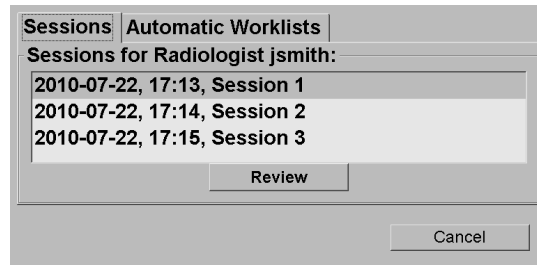 Sessions Automatic Worklists
Sessions for Radiologist jsmith:
2010-07-22, 17:13, Session 1
2010-07-22, 17:14, Session 2
2010-07-22, 17:15, Session 3
Review
Cancel